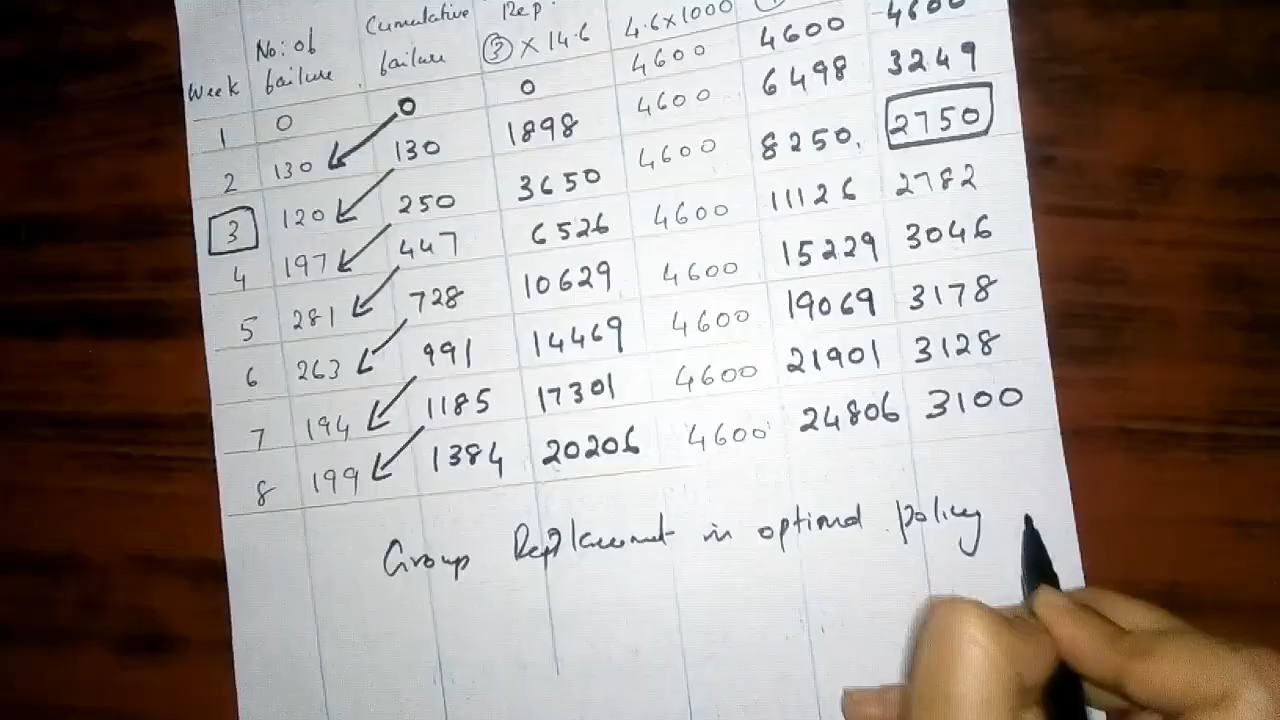 Week No: of failure Cumulative failure Rep. ③ × 14.6 4.6×1000
1 0 0 0 4600 4600 4600
2 130 130 1898 4600 6498 3249
3 120 250 3650 4600 8250. 2750
4 197 447 6526 4600 11126 2782
5 281 728 10629 4600 15229 3046
6 263 991 14469 4600 19069 3178
7 194 1185 17301 4600 21901 3128
8 199 1384 20206 4600 24806 3100
Group Replacement is optimal policy